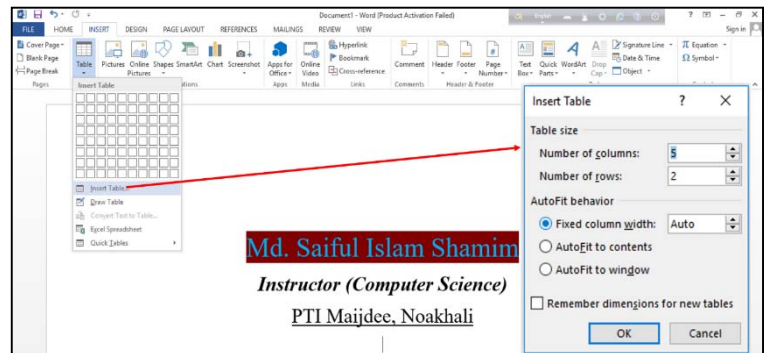 Document1 - Word (Product Activation Failed)
English
FILE HOME INSERT DESIGN PAGE LAYOUT REFERENCES MAILINGS REVIEW VIEW Sign in
Cover Page
Blank Page
Page Break
Pages
Table
Pictures
Online Pictures
Shapes
SmartArt
Chart
Screenshot
Apps for Office
Apps
Online Video
Media
Hyperlink
Bookmark
Cross-reference
Links
Comment
Comments
Header
Footer
Page Number
Header & Footer
Text Box
Quick Parts
WordArt
Drop Cap
Signature Line
Date & Time
Object
Equation
Symbol
Insert Table
Insert Table...
Draw Table
Convert Text to Table...
Excel Spreadsheet
Quick Tables
Insert Table ? X
Table size
Number of columns: 5
Number of rows: 2
AutoFit behavior
Fixed column width: Auto
AutoFit to contents
AutoFit to window
Remember dimensions for new tables
OK Cancel
Md. Saiful Islam Shamim
Instructor (Computer Science)
PTI Maijdee, Noakhali